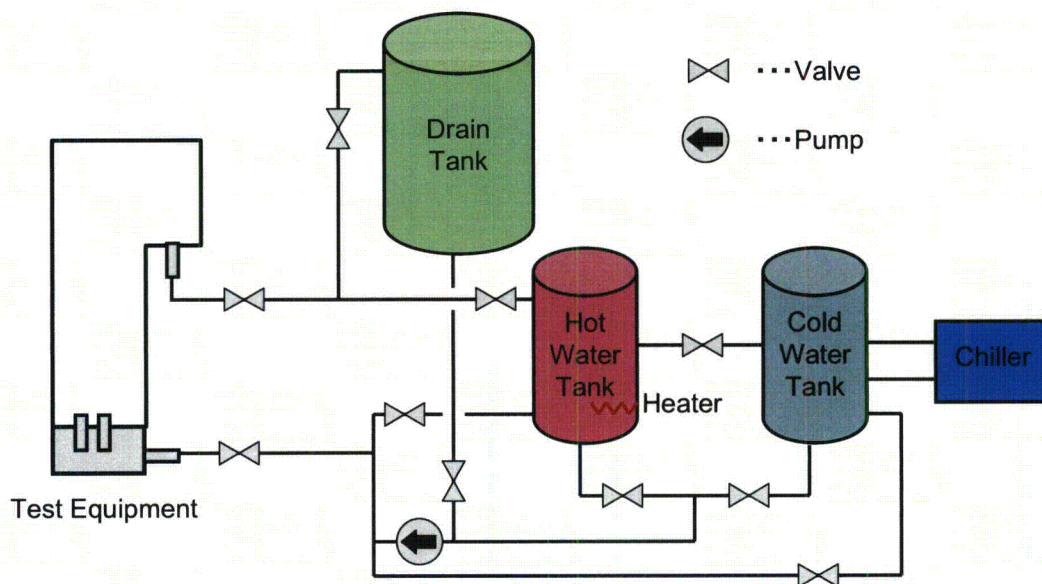 Drain
Tank
···Valve
···Pump
Hot
Water
Tank
Heater
Cold
Water
Tank
Chiller
Test Equipment